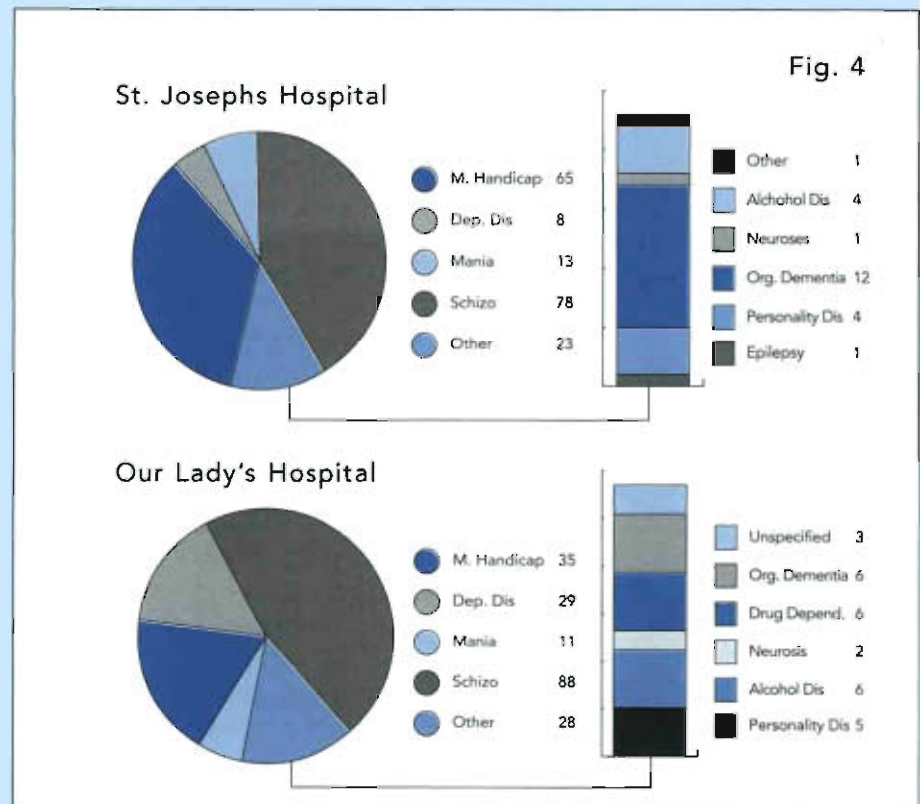 Fig. 4
St. Josephs Hospital
M. Handicap 65
Dep. Dis 8
Mania 13
Schizo 78
Other 23
Other 1
Alchohol Dis 4
Neuroses 1
Org. Dementia 12
Personality Dis 4
Epilepsy 1
Our Lady's Hospital
M. Handicap 35
Dep. Dis 29
Mania 11
Schizo 88
Other 28
Unspecified 3
Org. Dementia 6
Drug Depend. 6
Neurosis 2
Alcohol Dis 6
Personality Dis 5